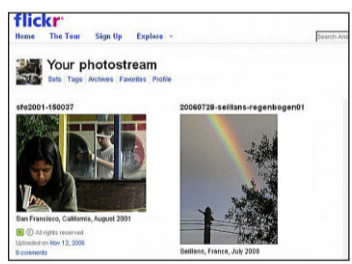 flickr
Home The Tour Sign Up Explore
Search
Your photostream
Sets Tags Archives Favorites Profile
sfo2001-150037
20060728-seillans-regenbogen01
San Francisco, California, August 2001
Seillans, France, July 2006
All rights reserved
Uploaded on Nov 12, 2006
0 comments